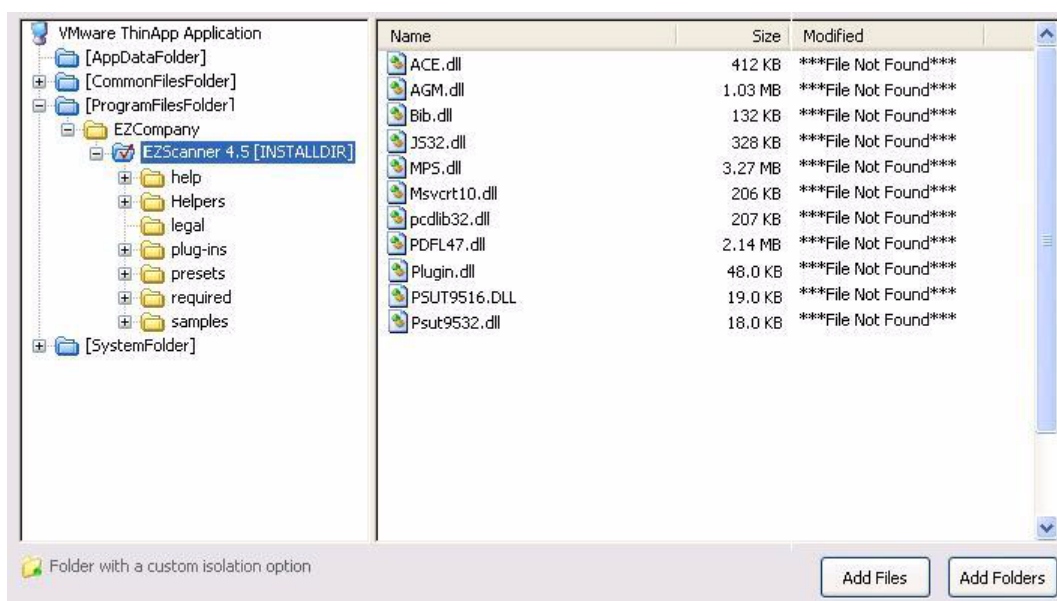 VMware ThinApp Application
[AppDataFolder]
[CommonFilesFolder]
[ProgramFilesFolder]
EZCompany
EZScanner 4.5 [INSTALLDIR]
help
Helpers
legal
plug-ins
presets
required
samples
[SystemFolder]
Name Size Modified
ACE.dll 412 KB ***File Not Found***
AGM.dll 1.03 MB ***File Not Found***
Bib.dll 132 KB ***File Not Found***
JS32.dll 328 KB ***File Not Found***
MPS.dll 3.27 MB ***File Not Found***
Msvcrt10.dll 206 KB ***File Not Found***
pcdlib32.dll 207 KB ***File Not Found***
PDFL47.dll 2.14 MB ***File Not Found***
Plugin.dll 48.0 KB ***File Not Found***
PSUT9516.DLL 19.0 KB ***File Not Found***
Psut9532.dll 18.0 KB ***File Not Found***
Folder with a custom isolation option
Add Files Add Folders